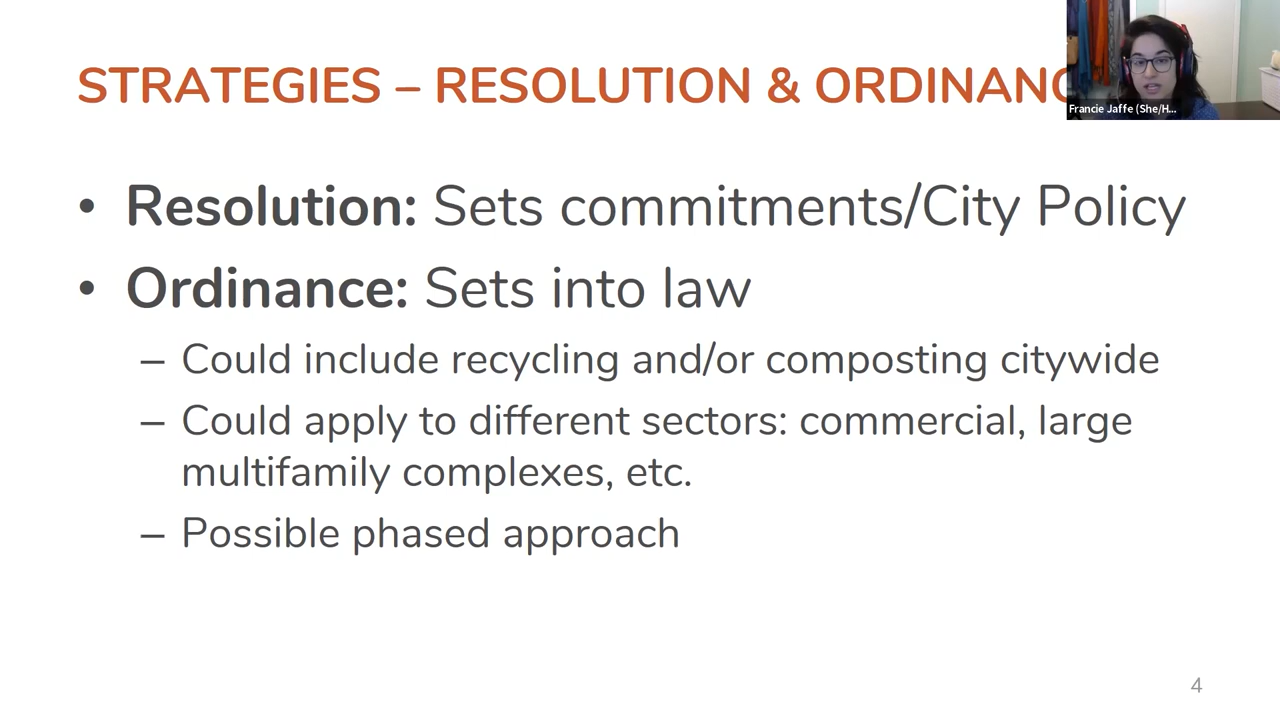 STRATEGIES – RESOLUTION & ORDINANC
Francie Jaffe (She/H...
• Resolution: Sets commitments/City Policy
• Ordinance: Sets into law
– Could include recycling and/or composting citywide
– Could apply to different sectors: commercial, large
multifamily complexes, etc.
– Possible phased approach
4